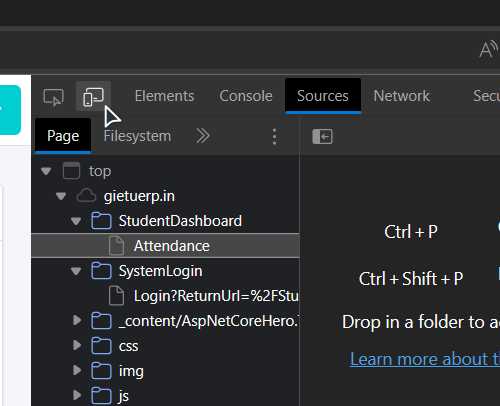 Elements Console Sources Network
Page Filesystem
top
gietuerp.in
StudentDashboard
Attendance
Ctrl + P
SystemLogin
Ctrl + Shift + P
Login?ReturnUrl=%2FStu
_content/AspNetCoreHero.
Drop in a folder to
css
Learn more about
img
js